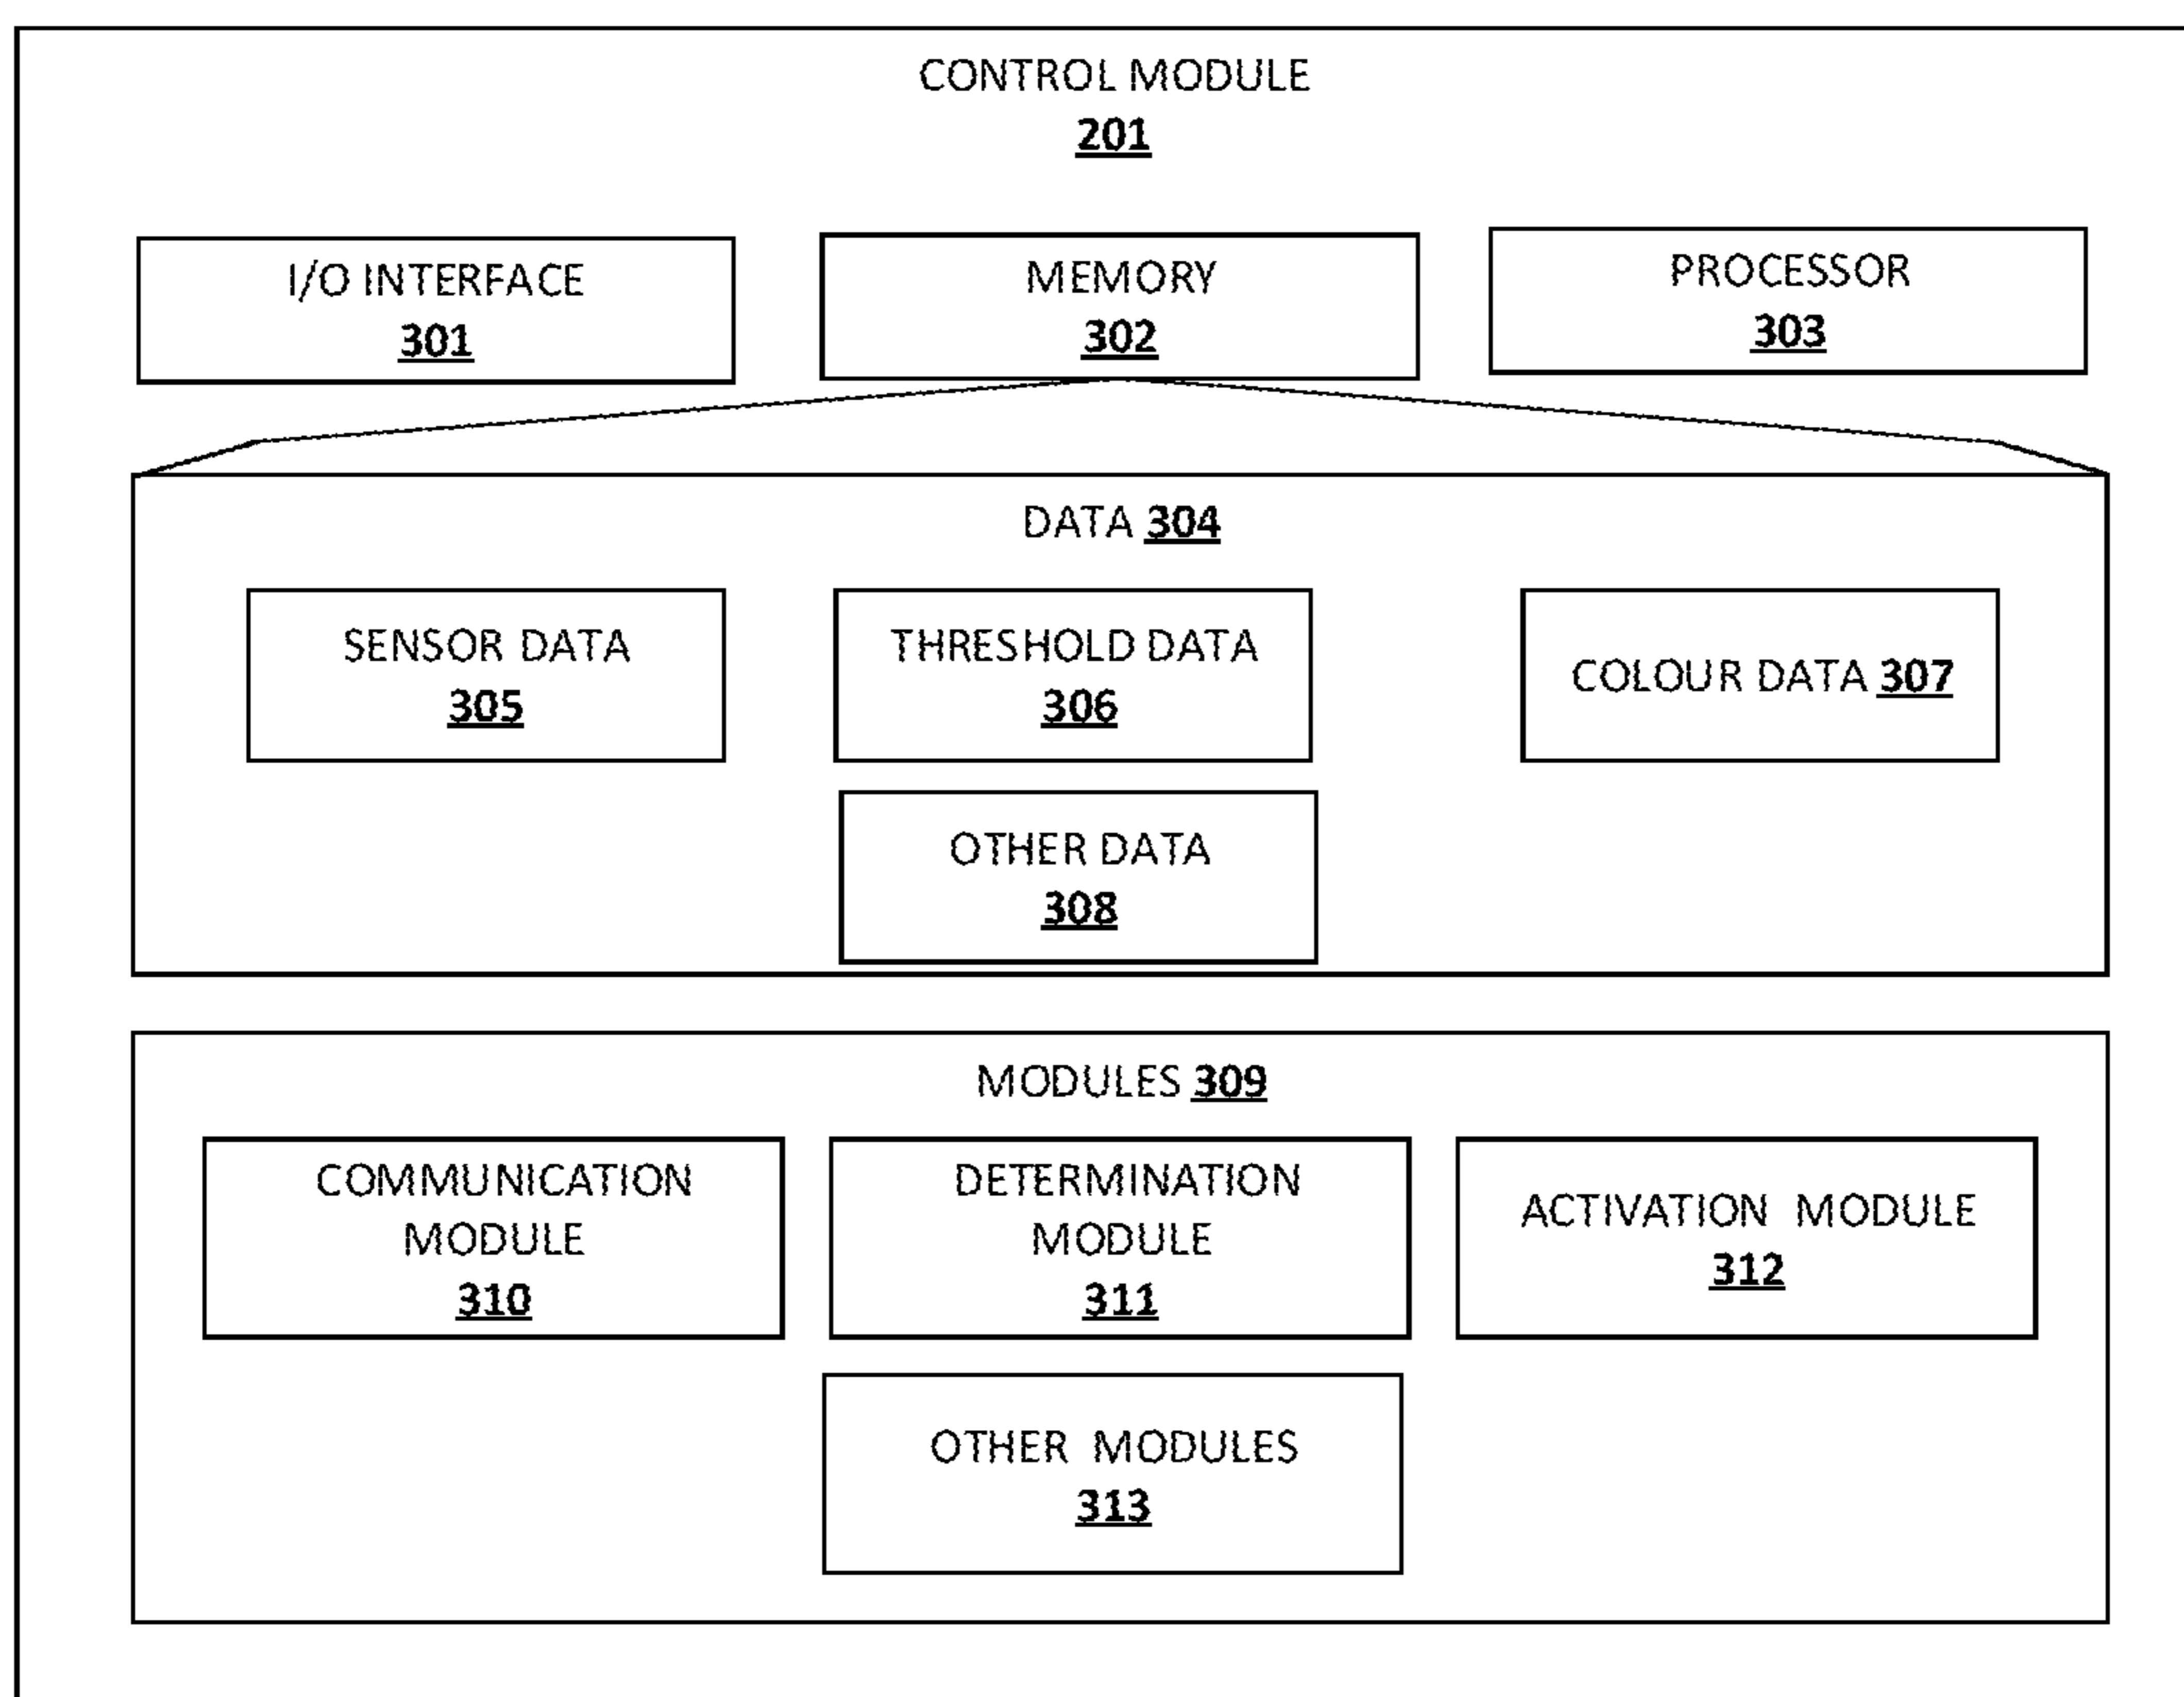 CONTROL MODULE
201
I/O INTERFACE
301
MEMORY
302
PROCESSOR
303
DATA 304
SENSOR DATA
305
THRESHOLD DATA
306
COLOUR DATA 307
OTHER DATA
308
MODULES 309
COMMUNICATION
MODULE
310
DETERMINATION
MODULE
311
ACTIVATION MODULE
312
OTHER MODULES
313